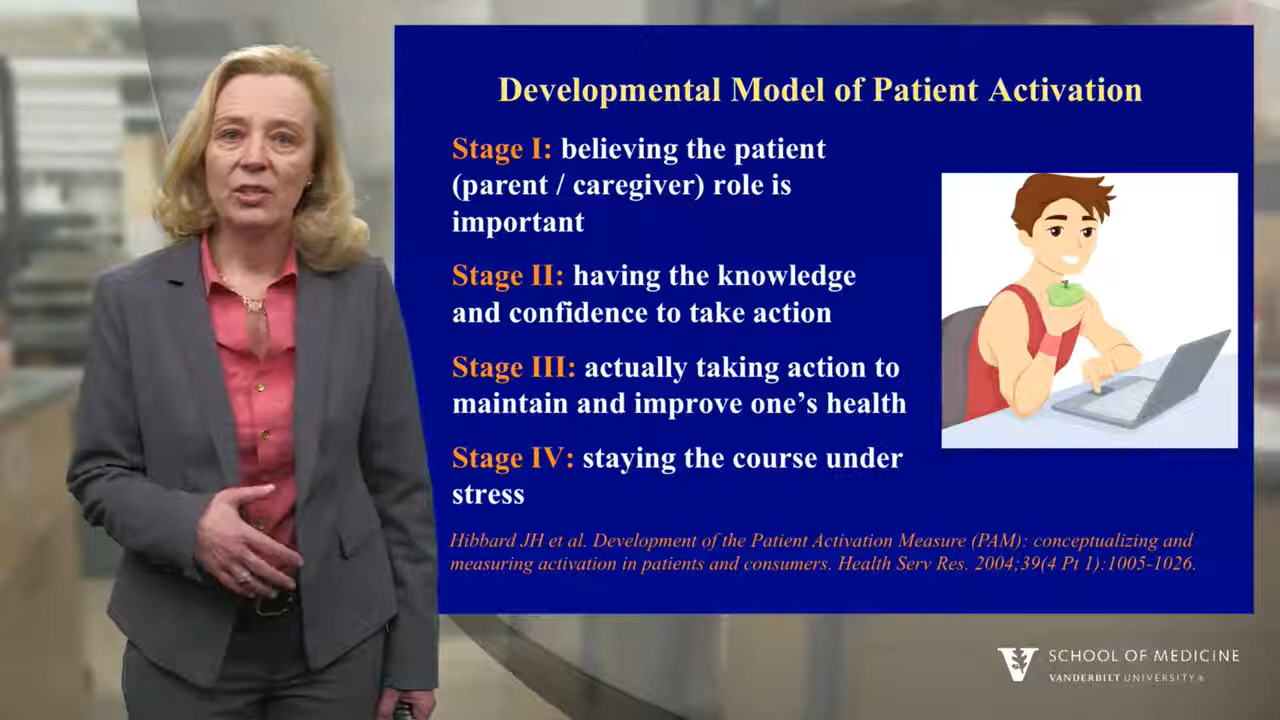 Developmental Model of Patient Activation
Stage I: believing the patient
(parent / caregiver) role is
important
Stage II: having the knowledge
and confidence to take action
Stage III: actually taking action to
maintain and improve one’s health
Stage IV: staying the course under
stress
Hibbard JH et al. Development of the Patient Activation Measure (PAM): conceptualizing and
measuring activation in patients and consumers. Health Serv Res. 2004;39(4 Pt 1):1005-1026.
V SCHOOL OF MEDICINE
VANDERBILT UNIVERSITY®